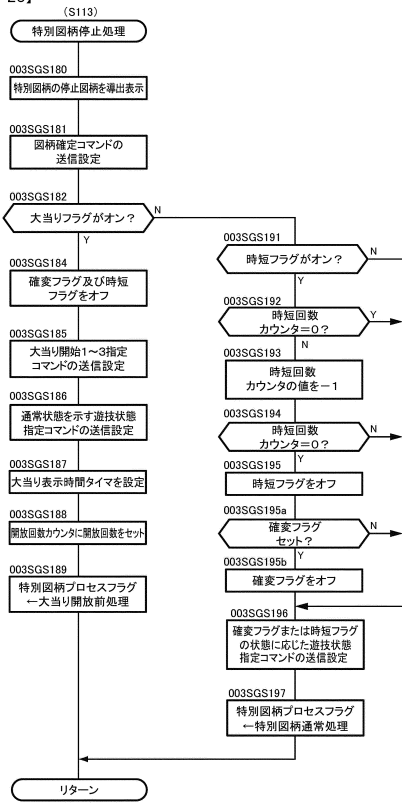 （S113）
特別図柄停止処理
003SGS180
特別図柄の停止図柄を導出表示
003SGS181
図柄確定コマンドの
送信設定
003SGS182
大当りフラグがオン？
N
Y
003SGS184
確変フラグ及び時短
フラグをオフ
003SGS185
大当り開始１～３指定
コマンドの送信設定
003SGS186
通常状態を示す遊技状態
指定コマンドの送信設定
003SGS187
大当り表示時間タイマを設定
003SGS188
開放回数カウンタに開放回数をセット
003SGS189
特別図柄プロセスフラグ
←大当り開放前処理
003SGS191
時短フラグがオン？
N
Y
003SGS192
時短回数
カウンタ＝０？
Y
N
003SGS193
時短回数
カウンタの値を－１
003SGS194
時短回数
カウンタ＝０？
N
Y
003SGS195
時短フラグをオフ
003SGS195a
確変フラグ
セット？
N
Y
003SGS195b
確変フラグをオフ
003SGS196
確変フラグまたは時短フラグ
の状態に応じた遊技状態
指定コマンドの送信設定
003SGS197
特別図柄プロセスフラグ
←特別図柄通常処理
リターン